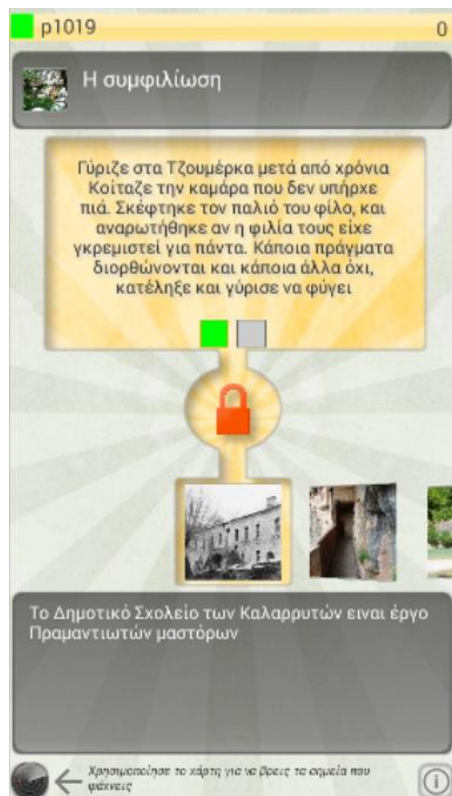 p1019
0
Η συμφιλίωση
Γύριζε στα Τζουμέρκα μετά από χρόνια
Κοίταζε την καμάρα που δεν υπήρχε
πιά. Σκέφτηκε τον παλιό του φίλο, και
αναρωτήθηκε αν η φιλία τους είχε
γκρεμιστεί για πάντα. Κάποια πράγματα
διορθώνονται και κάποια άλλα όχι,
κατέληξε και γύρισε να φύγει
Το Δημοτικό Σχολείο των Καλαρρυτών ειναι έργο
Πραμαντιωτών μαστόρων
Χρησιμοποίησε το χάρτη για να βρεις τα σημεία που
ψάχνεις
i